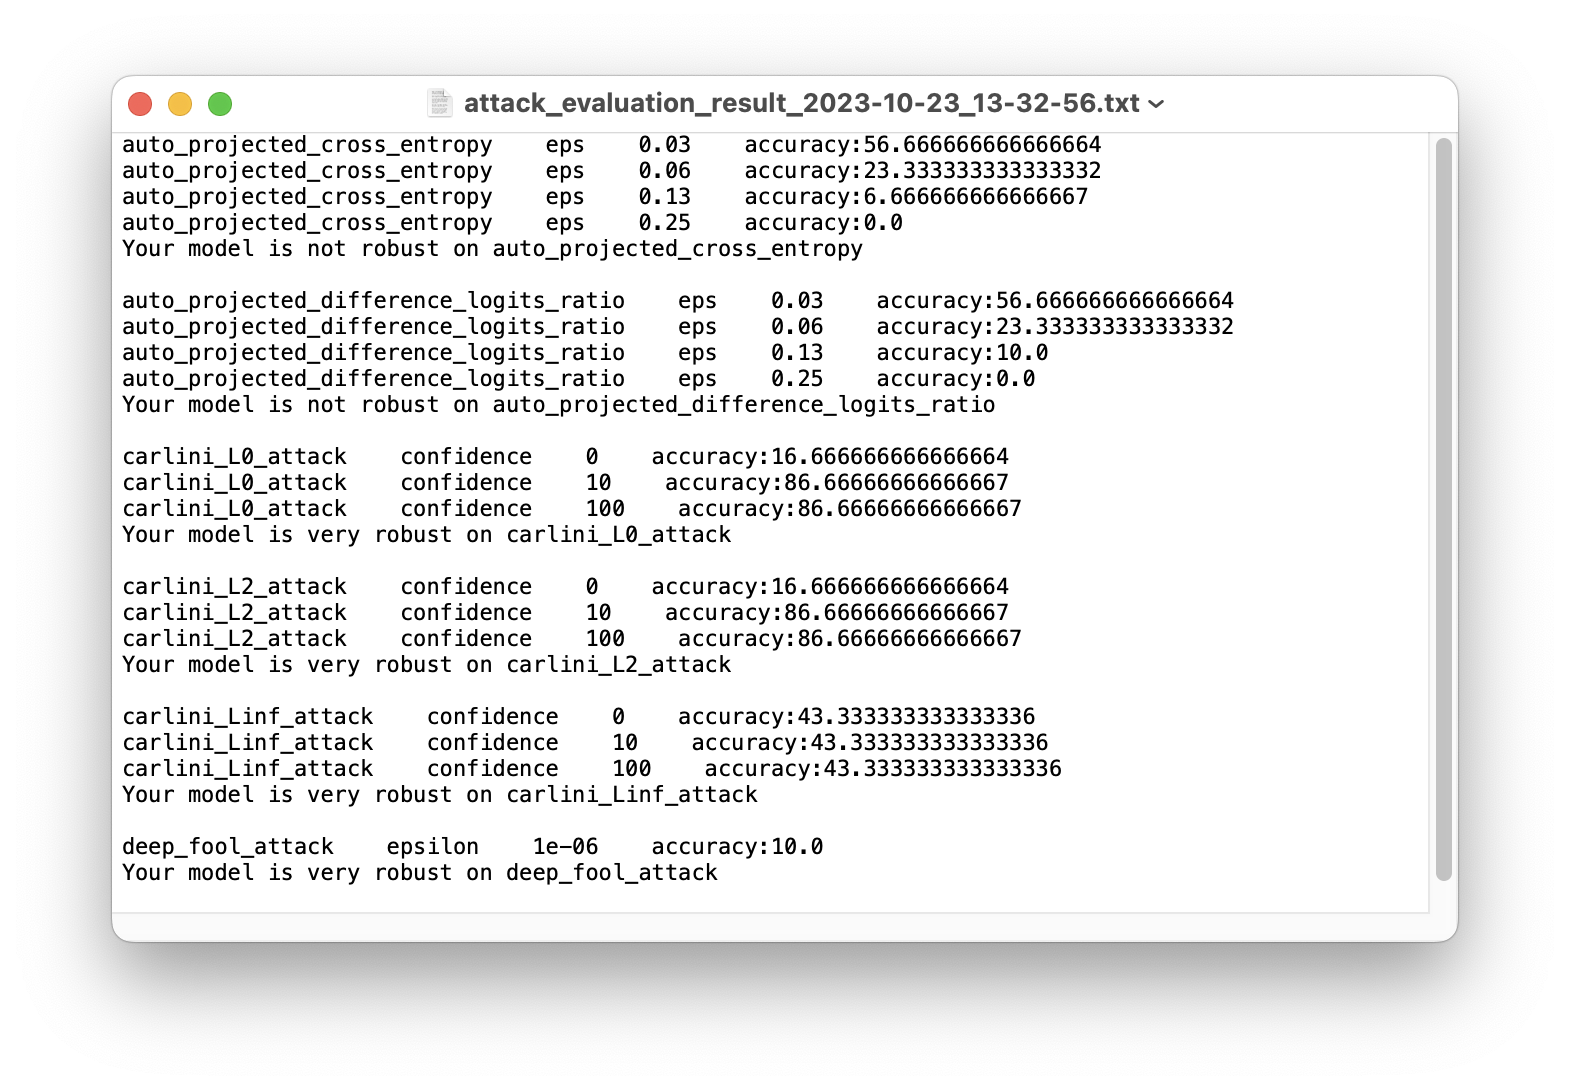 attack_evaluation_result_2023-10-23_13-32-56.txt
auto_projected_cross_entropy    eps    0.03    accuracy:56.666666666666664
auto_projected_cross_entropy    eps    0.06    accuracy:23.333333333333332
auto_projected_cross_entropy    eps    0.13    accuracy:6.666666666666667
auto_projected_cross_entropy    eps    0.25    accuracy:0.0
Your model is not robust on auto_projected_cross_entropy
auto_projected_difference_logits_ratio    eps    0.03    accuracy:56.666666666666664
auto_projected_difference_logits_ratio    eps    0.06    accuracy:23.333333333333332
auto_projected_difference_logits_ratio    eps    0.13    accuracy:10.0
auto_projected_difference_logits_ratio    eps    0.25    accuracy:0.0
Your model is not robust on auto_projected_difference_logits_ratio
carlini_L0_attack    confidence    0    accuracy:16.666666666666664
carlini_L0_attack    confidence    10    accuracy:86.66666666666667
carlini_L0_attack    confidence    100    accuracy:86.66666666666667
Your model is very robust on carlini_L0_attack
carlini_L2_attack    confidence    0    accuracy:16.666666666666664
carlini_L2_attack    confidence    10    accuracy:86.66666666666667
carlini_L2_attack    confidence    100    accuracy:86.66666666666667
Your model is very robust on carlini_L2_attack
carlini_Linf_attack    confidence    0    accuracy:43.333333333333336
carlini_Linf_attack    confidence    10    accuracy:43.333333333333336
carlini_Linf_attack    confidence    100    accuracy:43.333333333333336
Your model is very robust on carlini_Linf_attack
deep_fool_attack    epsilon    1e-06    accuracy:10.0
Your model is very robust on deep_fool_attack